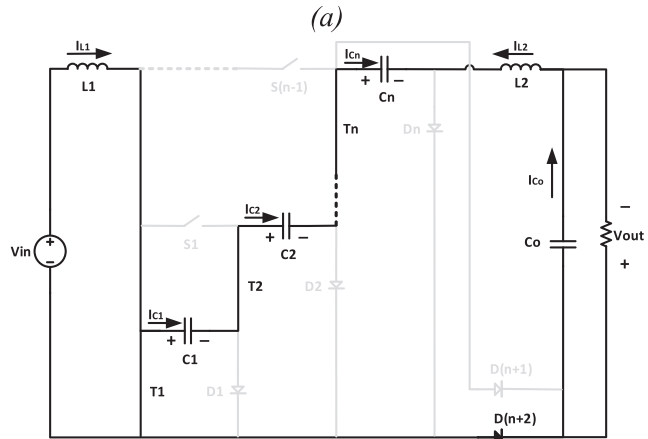 (a)
IL1
L1
S(n-1)
ICn
+ −
Cn
IL2
L2
Tn
Dn
ICo
S1
IC2
+ −
C2
−
Vout
+
Co
Vin
+
−
T2
D2
IC1
+ −
C1
T1
D1
D(n+1)
D(n+2)